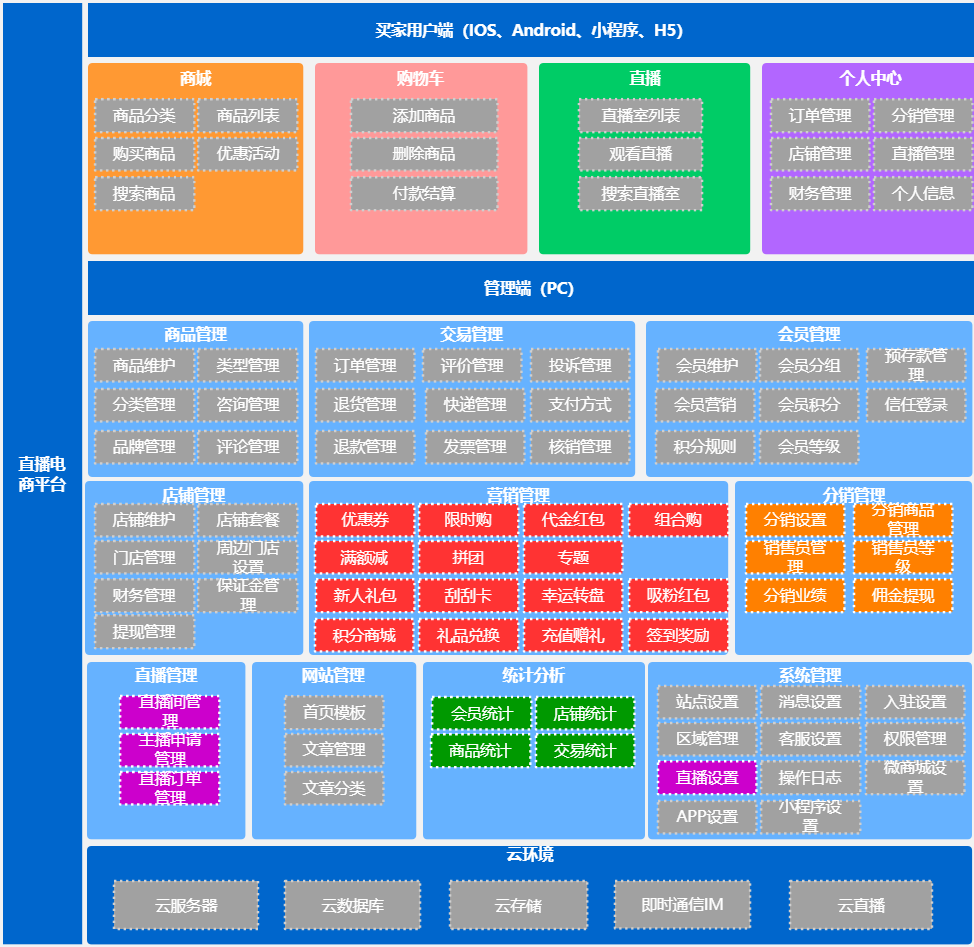 直播电
商平台
买家用户端（IOS、Android、小程序、H5）
商城
商品分类
商品列表
购买商品
优惠活动
搜索商品
购物车
添加商品
删除商品
付款结算
直播
直播室列表
观看直播
搜索直播室
个人中心
订单管理
分销管理
店铺管理
直播管理
财务管理
个人信息
管理端（PC）
商品管理
商品维护
类型管理
分类管理
咨询管理
品牌管理
评论管理
交易管理
订单管理
评价管理
投诉管理
退货管理
快递管理
支付方式
退款管理
发票管理
核销管理
会员管理
会员维护
会员分组
预存款管
理
会员营销
会员积分
信任登录
积分规则
会员等级
店铺管理
店铺维护
店铺套餐
门店管理
周边门店
设置
财务管理
保证金管
理
提现管理
营销管理
优惠券
限时购
代金红包
组合购
满额减
拼团
专题
新人礼包
刮刮卡
幸运转盘
吸粉红包
积分商城
礼品兑换
充值赠礼
签到奖励
分销管理
分销设置
分销商品
管理
销售员管
理
销售员等
级
分销业绩
佣金提现
直播管理
直播间管
理
主播申请
管理
直播订单
管理
网站管理
首页模板
文章管理
文章分类
统计分析
会员统计
店铺统计
商品统计
交易统计
系统管理
站点设置
消息设置
入驻设置
区域管理
客服设置
权限管理
直播设置
操作日志
微商城设
置
APP设置
小程序设
置
云环境
云服务器
云数据库
云存储
即时通信IM
云直播